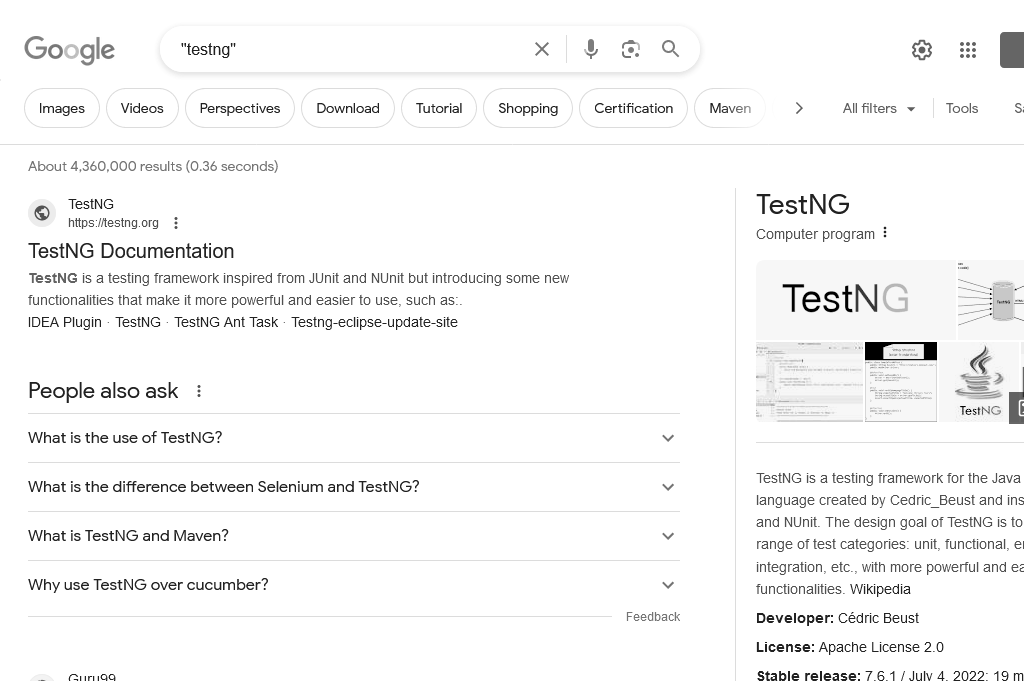 Google
"testng"
Images
Videos
Perspectives
Download
Tutorial
Shopping
Certification
Maven
All filters
Tools
About 4,360,000 results (0.36 seconds)
TestNG
https://testng.org
TestNG Documentation
TestNG is a testing framework inspired from JUnit and NUnit but introducing some new
functionalities that make it more powerful and easier to use, such as:.
IDEA Plugin · TestNG · TestNG Ant Task · Testng-eclipse-update-site
People also ask
What is the use of TestNG?
What is the difference between Selenium and TestNG?
What is TestNG and Maven?
Why use TestNG over cucumber?
Feedback
Guru99
TestNG
Computer program
TestNG
TestNG
TestNG
TestNG is a testing framework for the Java
language created by Cedric_Beust and ins
and NUnit. The design goal of TestNG is to
range of test categories: unit, functional, e
integration, etc., with more powerful and ea
functionalities. Wikipedia
Developer: Cédric Beust
License: Apache License 2.0
Stable release: 7.6.1 / July 4, 2022; 19 m